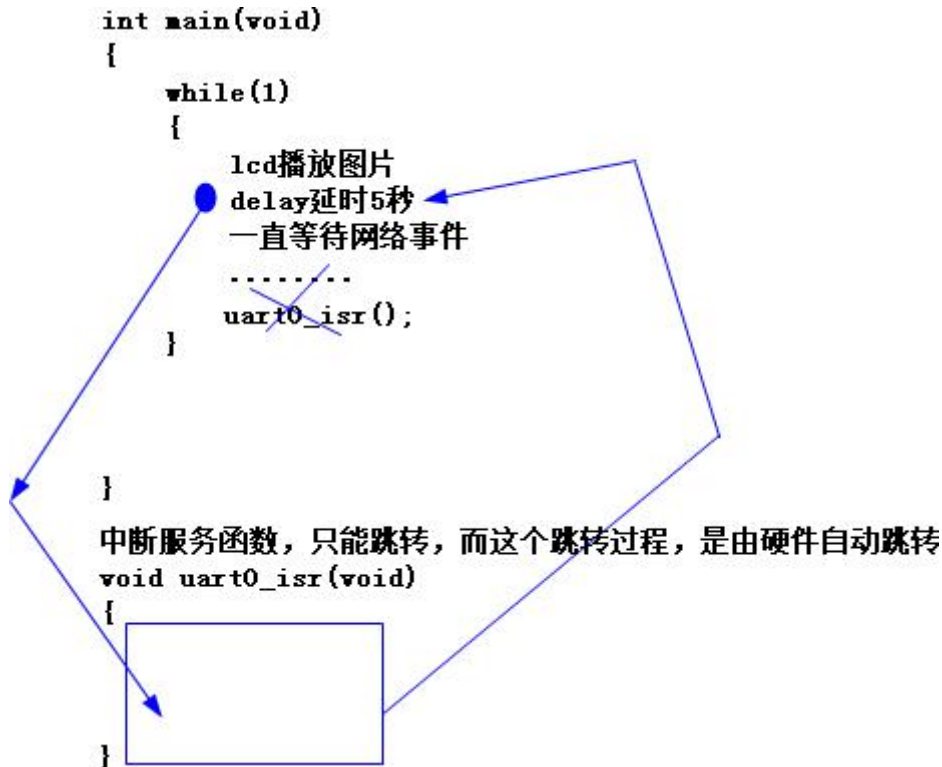 int main(void)
{
while(1)
{
lcd播放图片
delay延时5秒
一直等待网络事件
........
uart0_isr();
}
}
中断服务函数，只能跳转，而这个跳转过程，是由硬件自动跳转
void uart0_isr(void)
{
}